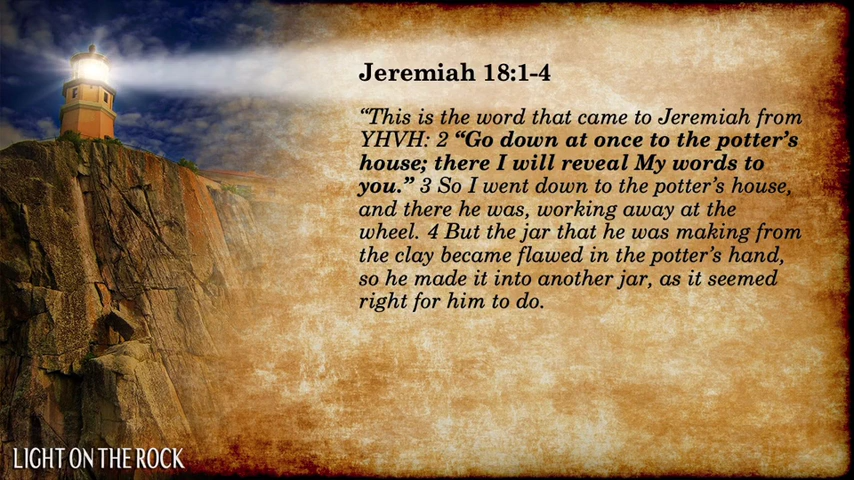 Jeremiah 18:1-4
“This is the word that came to Jeremiah from
YHVH: 2 “Go down at once to the potter’s
house; there I will reveal My words to
you.” 3 So I went down to the potter’s house,
and there he was, working away at the
wheel. 4 But the jar that he was making from
the clay became flawed in the potter’s hand,
so he made it into another jar, as it seemed
right for him to do.
LIGHT ON THE ROCK